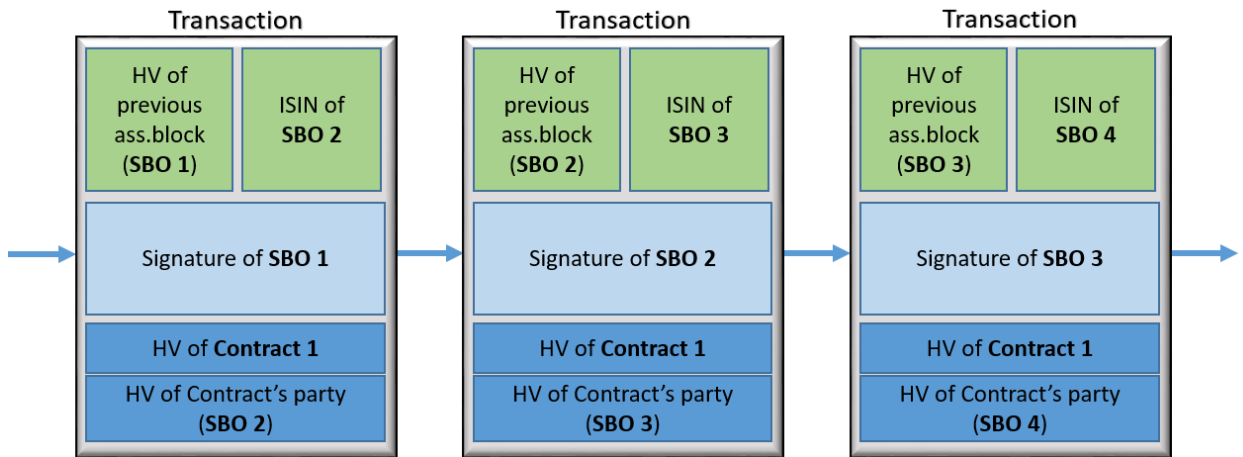 Transaction
HV of
previous
ass.block
(SBO 1)
ISIN of
SBO 2
Signature of SBO 1
HV of Contract 1
HV of Contract’s party
(SBO 2)
Transaction
HV of
previous
ass.block
(SBO 2)
ISIN of
SBO 3
Signature of SBO 2
HV of Contract 1
HV of Contract’s party
(SBO 3)
Transaction
HV of
previous
ass.block
(SBO 3)
ISIN of
SBO 4
Signature of SBO 3
HV of Contract 1
HV of Contract’s party
(SBO 4)